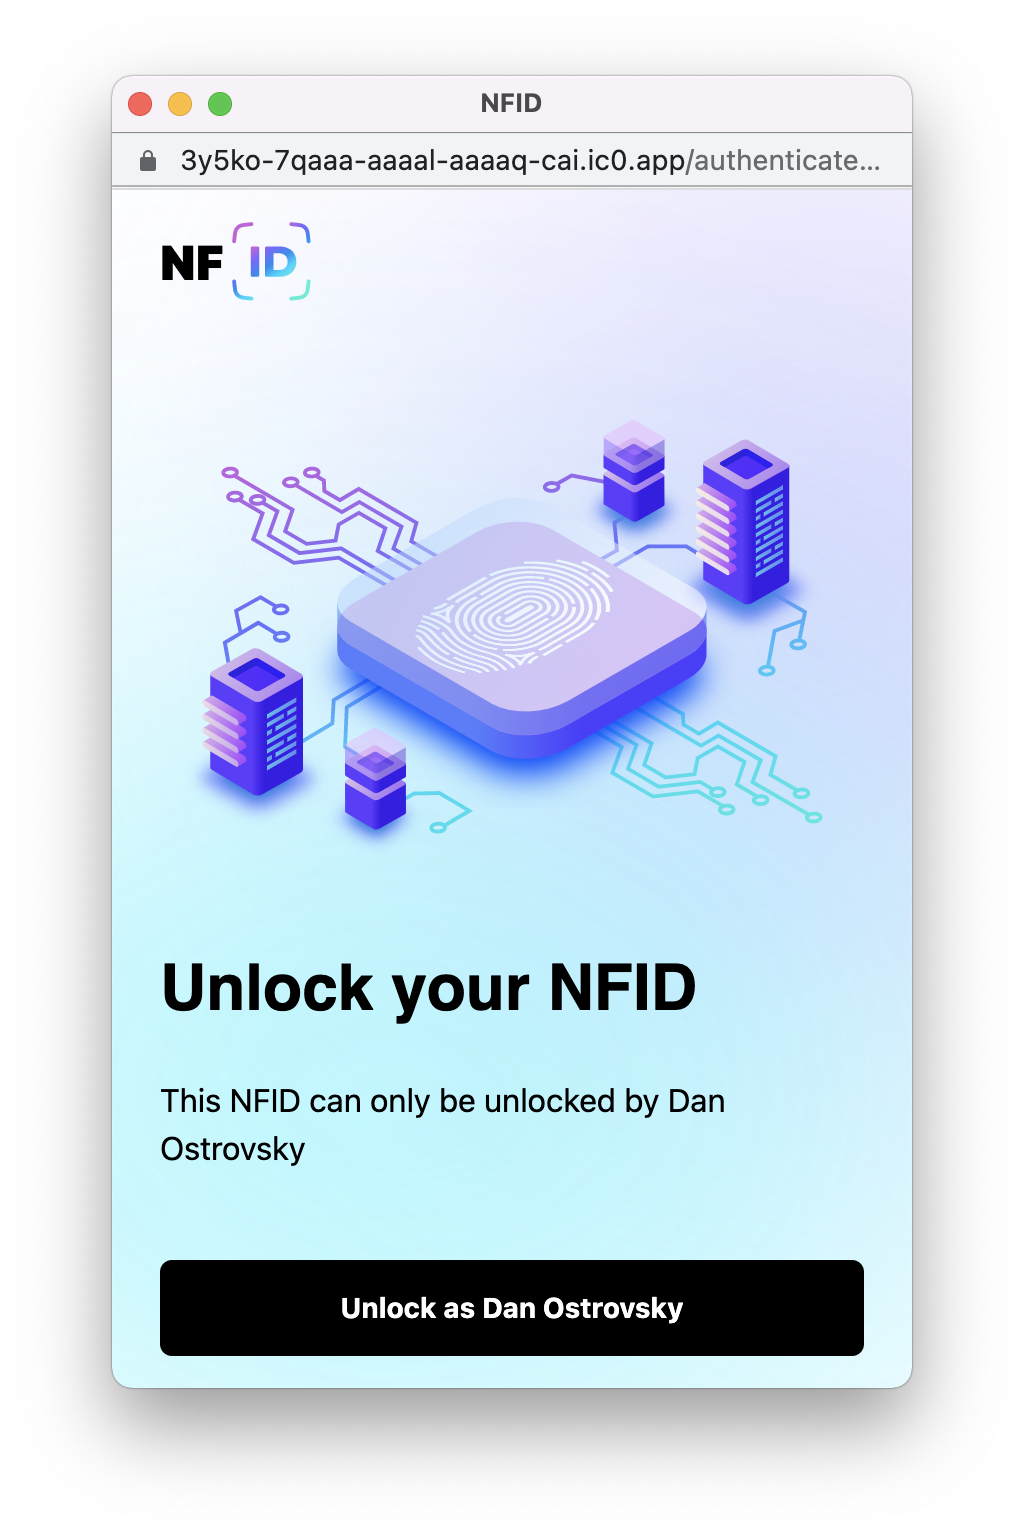 NFID
3y5ko-7qaaa-aaaal-aaaaq-cai.ic0.app/authenticate...
NF ID
Unlock your NFID
This NFID can only be unlocked by Dan
Ostrovsky
Unlock as Dan Ostrovsky